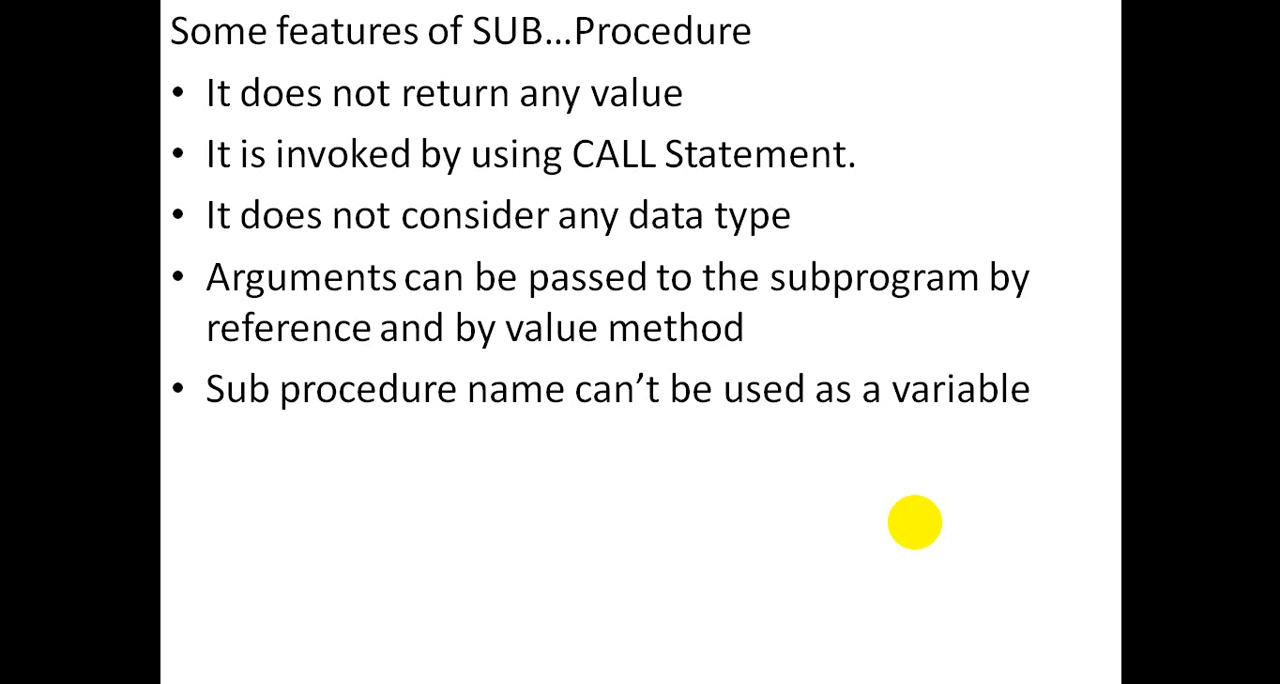 Some features of SUB...Procedure
• It does not return any value
• It is invoked by using CALL Statement.
• It does not consider any data type
• Arguments can be passed to the subprogram by
reference and by value method
• Sub procedure name can’t be used as a variable